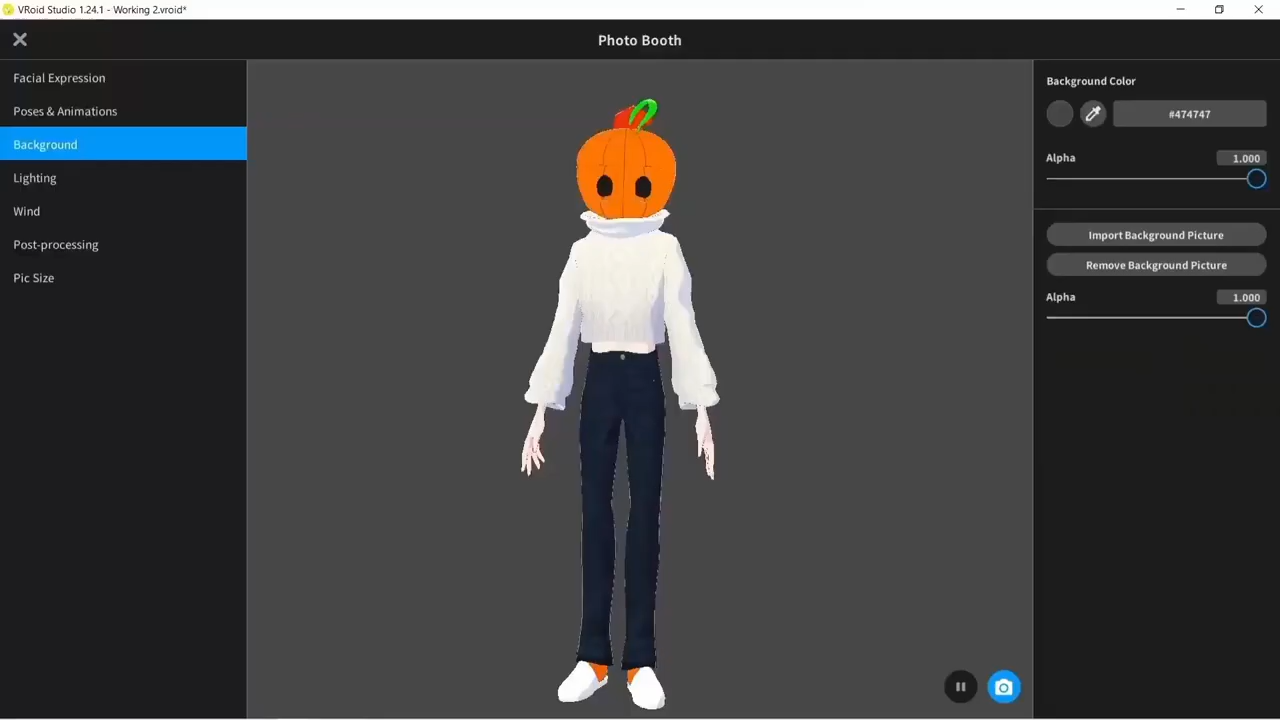 VRoid Studio 1.24.1 - Working 2.vroid*
Photo Booth
Facial Expression
Poses & Animations
Background
Lighting
Wind
Post-processing
Pic Size
Background Color
#474747
Alpha
1.000
Import Background Picture
Remove Background Picture
Alpha
1.000